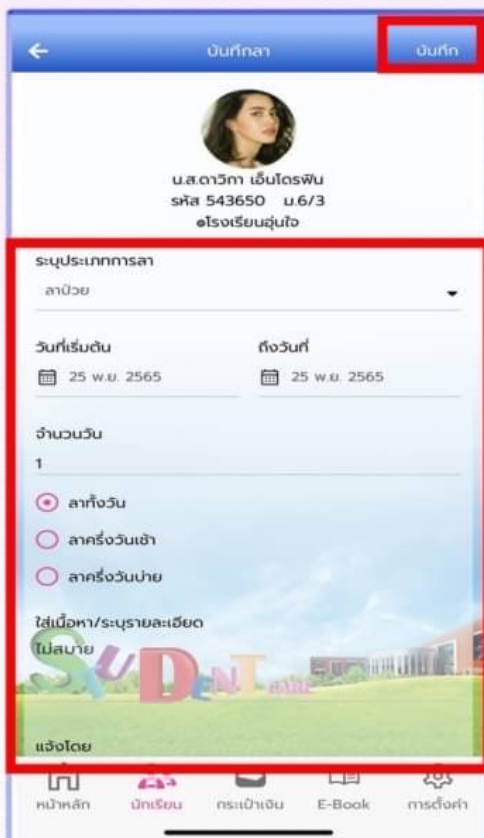 บันทึกลา บันทึก
น.ส.ดาวิกา เอ็นโดรฟิน
รหัส 543650 ม.6/3
โรงเรียนอุ่นใจ
ระบุประเภทการลา
ลาป่วย
วันที่เริ่มต้น ถึงวันที่
25 พ.ย. 2565 25 พ.ย. 2565
จำนวนวัน
1
ลาทั้งวัน
ลาครึ่งวันเช้า
ลาครึ่งวันบ่าย
ใส่เนื้อหา/ระบุรายละเอียด
ไม่สบาย
STUDENT CARE
แจ้งโดย
หน้าหลัก นักเรียน กระเป๋าเงิน E-Book การตั้งค่า